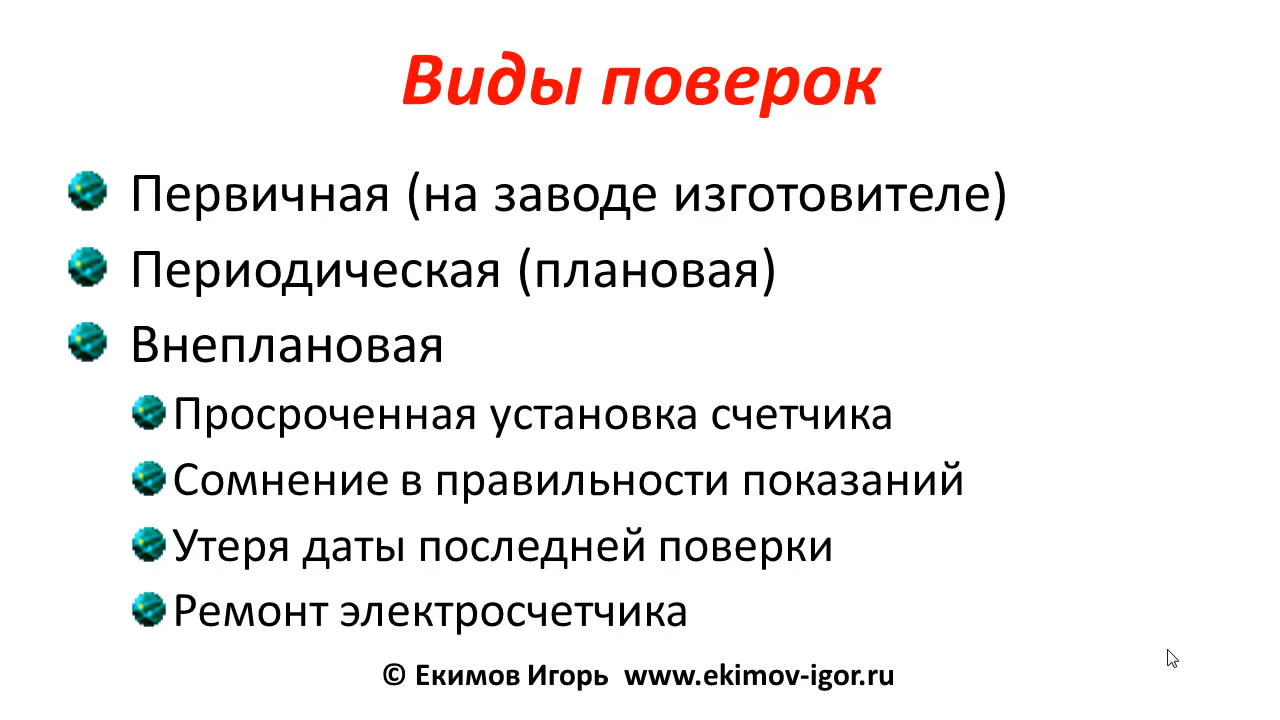 Виды поверок
Первичная (на заводе изготовителе)
Периодическая (плановая)
Внеплановая
Просроченная установка счетчика
Сомнение в правильности показаний
Утеря даты последней поверки
Ремонт электросчетчика
© Екимов Игорь www.ekimov-igor.ru